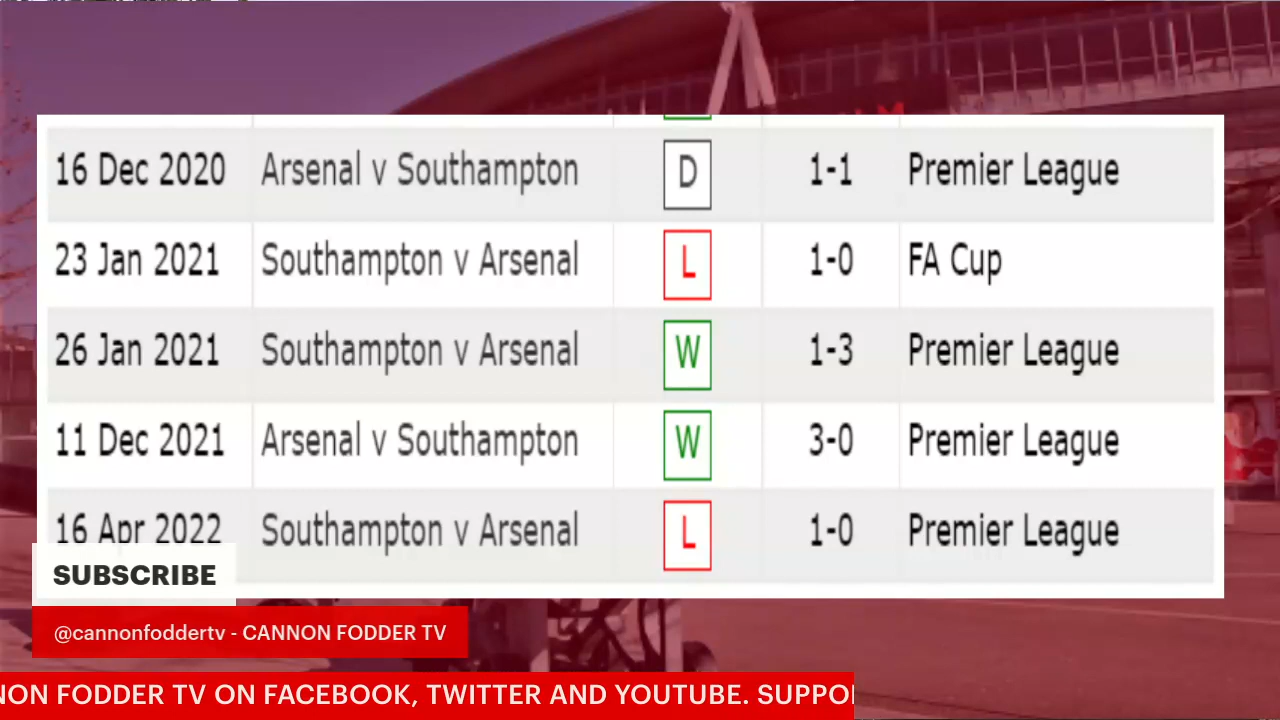 16 Dec 2020 Arsenal v Southampton D 1-1 Premier League
23 Jan 2021 Southampton v Arsenal L 1-0 FA Cup
26 Jan 2021 Southampton v Arsenal W 1-3 Premier League
11 Dec 2021 Arsenal v Southampton W 3-0 Premier League
16 Apr 2022 Southampton v Arsenal L 1-0 Premier League
SUBSCRIBE
@cannonfoddertv - CANNON FODDER TV
NON FODDER TV ON FACEBOOK, TWITTER AND YOUTUBE. SUPPO